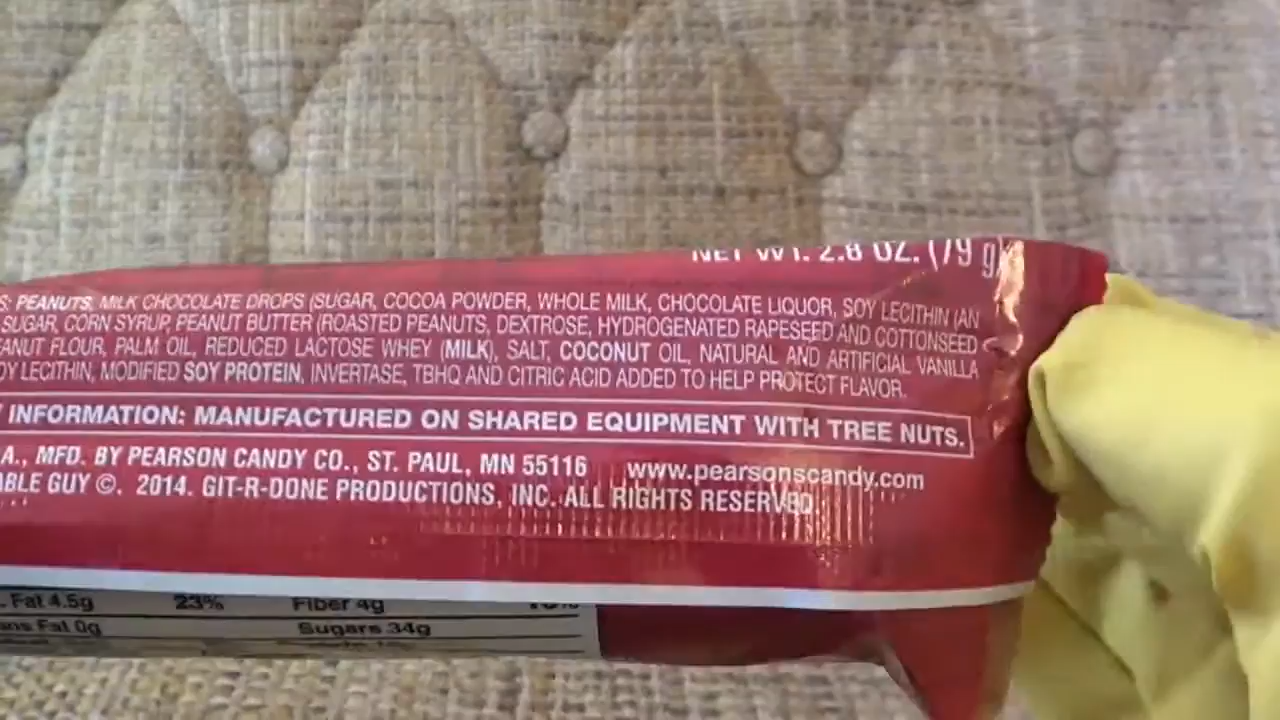 NET WT. 2.8 OZ. (79 g)
S: PEANUTS, MILK CHOCOLATE DROPS (SUGAR, COCOA POWDER, WHOLE MILK, CHOCOLATE LIQUOR, SOY LECITHIN (AN
SUGAR, CORN SYRUP, PEANUT BUTTER (ROASTED PEANUTS, DEXTROSE, HYDROGENATED RAPESEED AND COTTONSEED
EANUT FLOUR, PALM OIL, REDUCED LACTOSE WHEY (MILK), SALT, COCONUT OIL, NATURAL AND ARTIFICIAL VANILLA
OY LECITHIN, MODIFIED SOY PROTEIN, INVERTASE, TBHQ AND CITRIC ACID ADDED TO HELP PROTECT FLAVOR.
INFORMATION: MANUFACTURED ON SHARED EQUIPMENT WITH TREE NUTS.
A., MFD. BY PEARSON CANDY CO., ST. PAUL, MN 55116 www.pearsonscandy.com
ABLE GUY ©. 2014. GIT-R-DONE PRODUCTIONS, INC. ALL RIGHTS RESERVED.
. Fat 4.5g 23% Fiber 4g
ans Fat 0g Sugars 34g